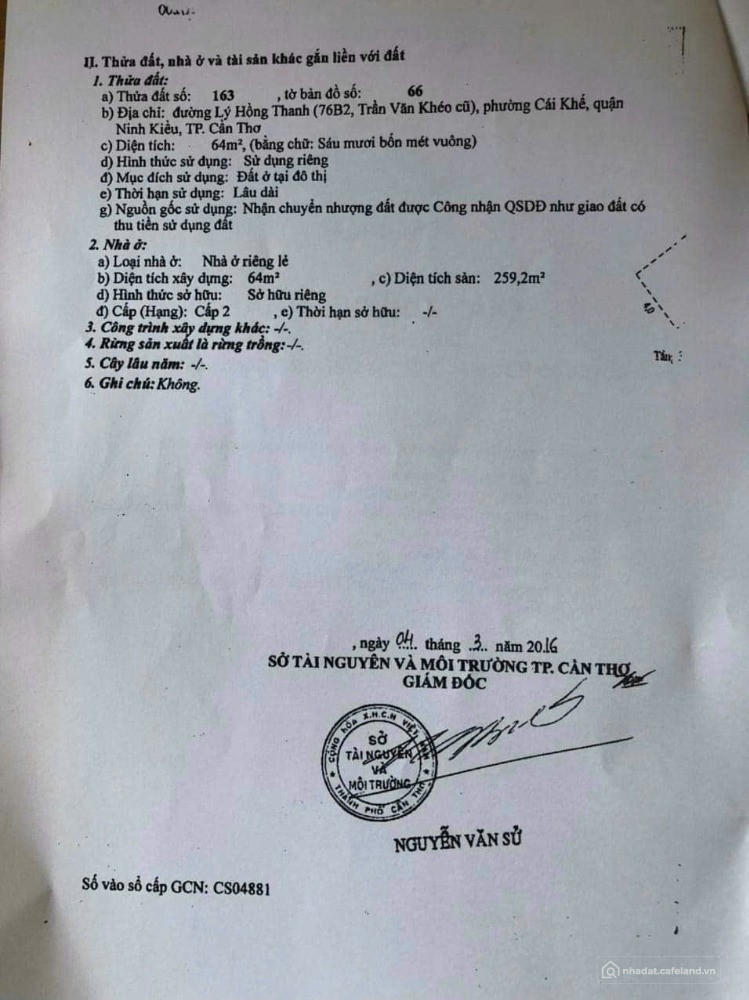 II. Thửa đất, nhà ở và tài sản khác gắn liền với đất
1. Thửa đất:
a) Thửa đất số: 163 , tờ bản đồ số: 66
b) Địa chỉ: đường Lý Hồng Thanh (76B2, Trần Văn Khéo cũ), phường Cái Khế, quận
Ninh Kiều, TP. Cần Thơ
c) Diện tích: 64m², (bằng chữ: Sáu mươi bốn mét vuông)
d) Hình thức sử dụng: Sử dụng riêng
đ) Mục đích sử dụng: Đất ở tại đô thị
e) Thời hạn sử dụng: Lâu dài
g) Nguồn gốc sử dụng: Nhận chuyển nhượng đất được Công nhận QSDĐ như giao đất có
thu tiền sử dụng đất
2. Nhà ở:
a) Loại nhà ở: Nhà ở riêng lẻ
b) Diện tích xây dựng: 64m² , c) Diện tích sàn: 259,2m²
d) Hình thức sở hữu: Sở hữu riêng
đ) Cấp (Hạng): Cấp 2 , e) Thời hạn sở hữu: -/-
3. Công trình xây dựng khác: -/-.
4. Rừng sản xuất là rừng trồng: -/-.
5. Cây lâu năm: -/-.
6. Ghi chú: Không.
, ngày 04 tháng 3 năm 2016
SỞ TÀI NGUYÊN VÀ MÔI TRƯỜNG TP. CẦN THƠ
GIÁM ĐỐC
CỘNG HÒA X.H.C.N VIỆT NAM
SỞ
TÀI NGUYÊN
VÀ
MÔI TRƯỜNG
THÀNH PHỐ CẦN THƠ
NGUYỄN VĂN SỬ
Số vào sổ cấp GCN: CS04881
nhadat.cafeland.vn